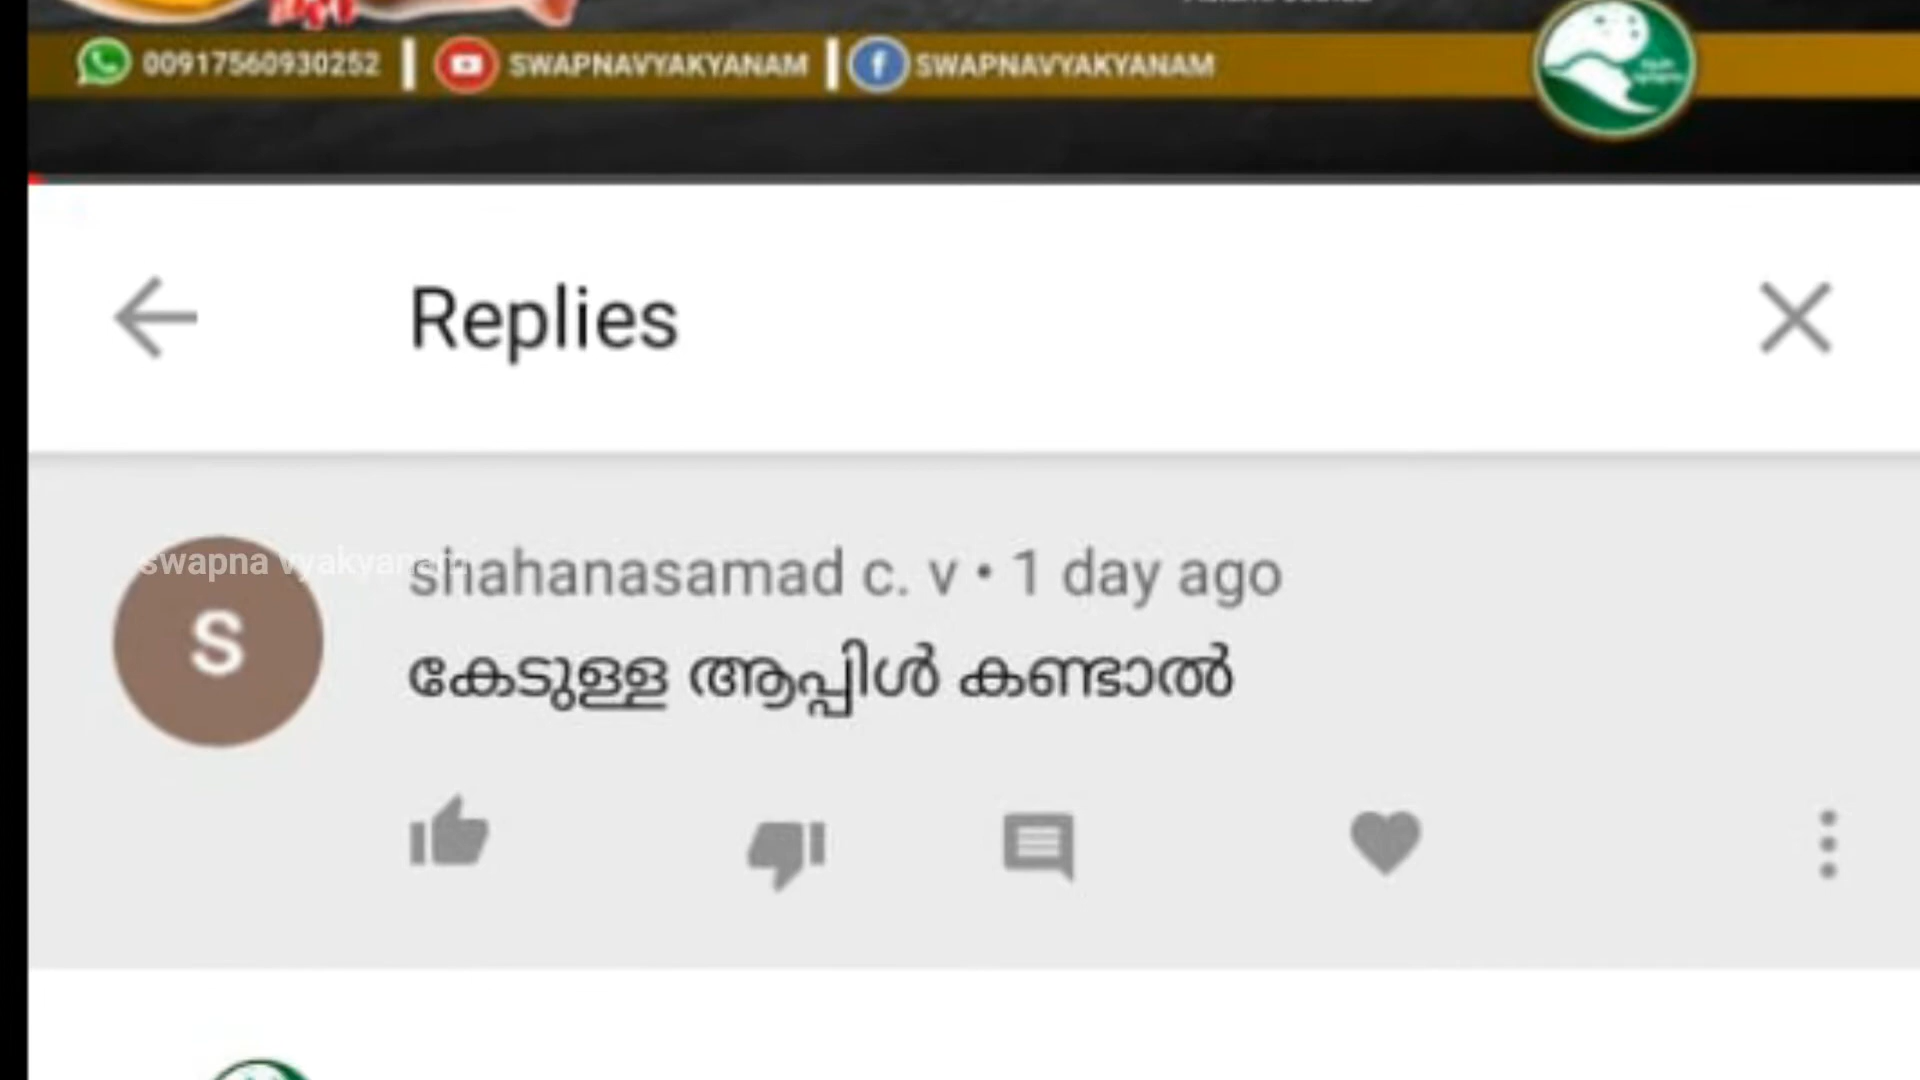 00917560930252 | SWAPNAVYAKYANAM | f SWAPNAVYAKYANAM
Replies
swapna vyakyanam
shahanasamad c. v • 1 day ago
S
കേടുള്ള ആപ്പിൾ കണ്ടാൽ